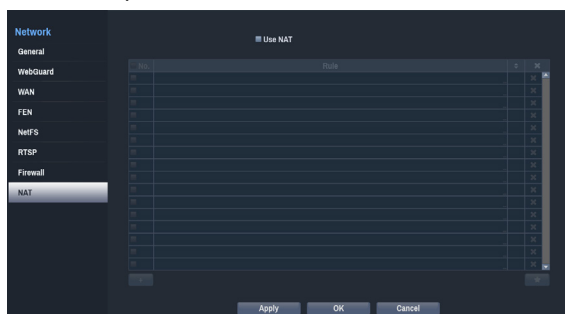 Network
General
WebGuard
WAN
FEN
NetFS
RTSP
Firewall
NAT
Use NAT
No. Rule
Apply OK Cancel